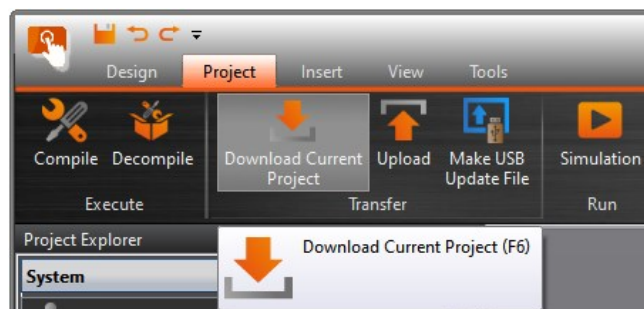 Design Project Insert View Tools
Compile Decompile Download Current Project Upload Make USB Update File Simulation
Execute Transfer Run
Project Explorer
Download Current Project (F6)
System